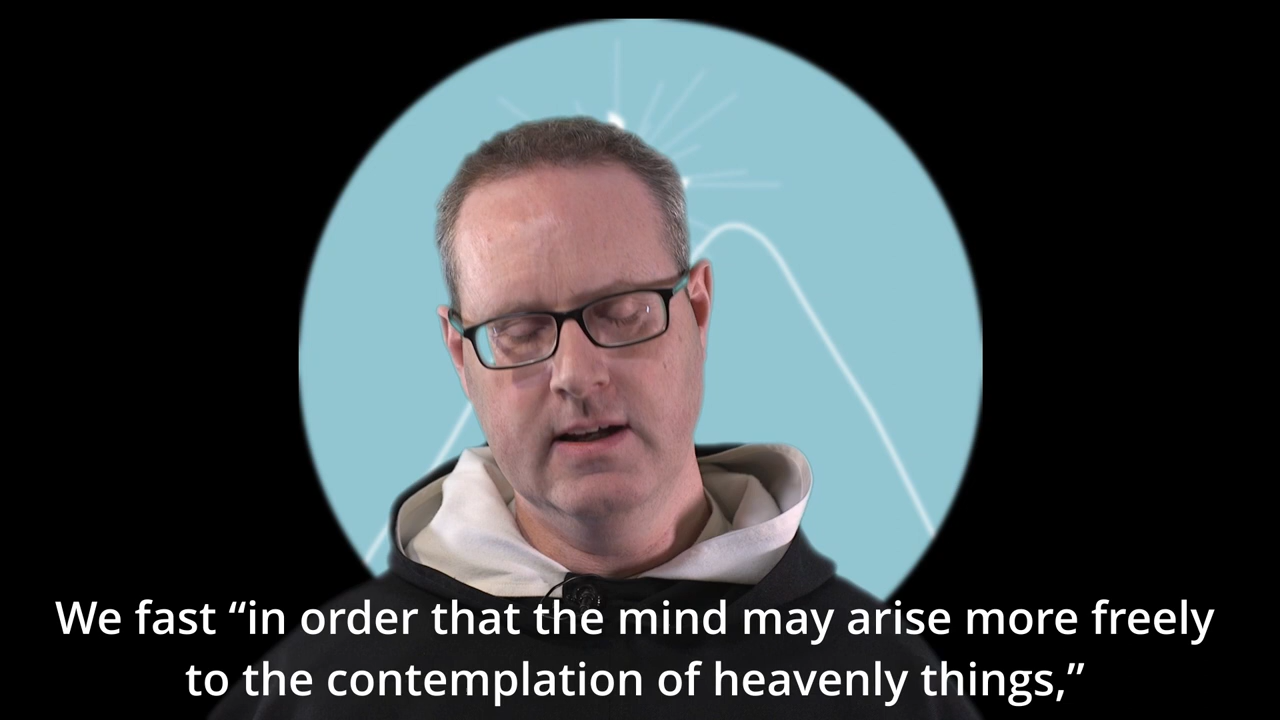 We fast “in order that the mind may arise more freely
to the contemplation of heavenly things,”